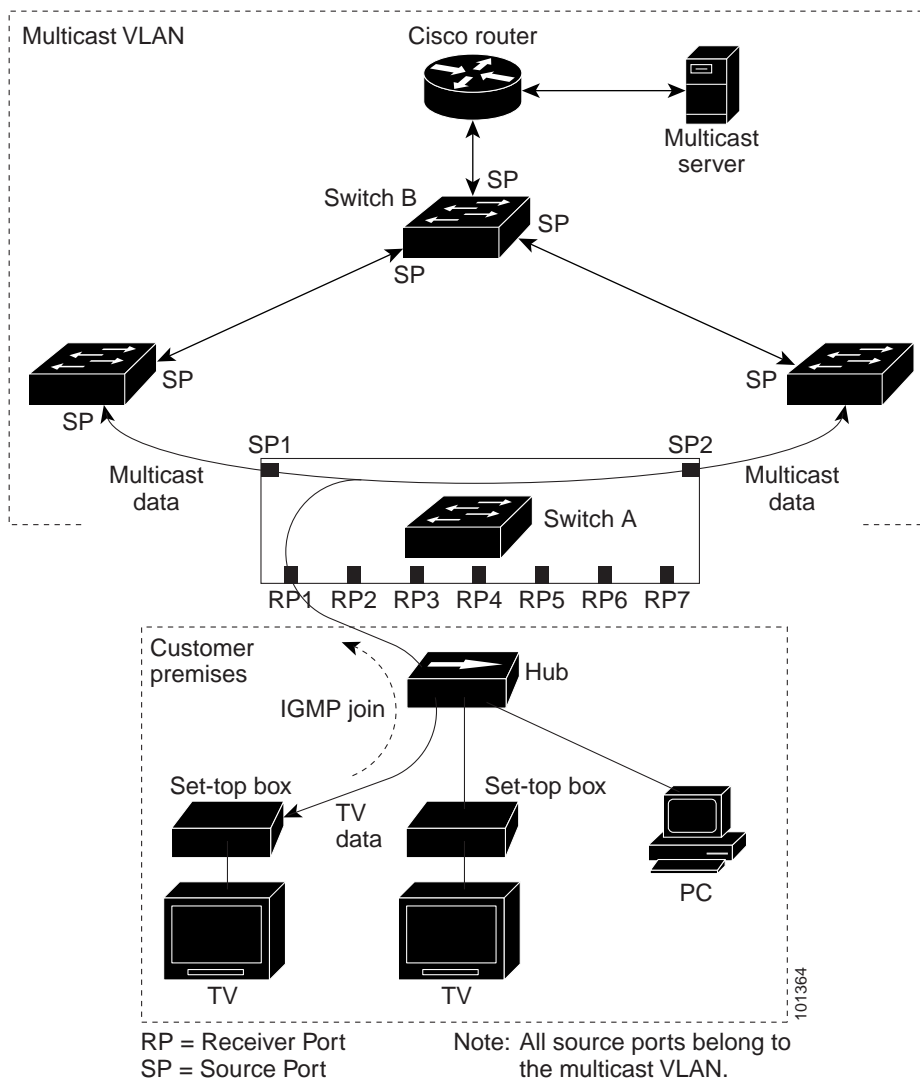 Multicast VLAN
Cisco router
Multicast
server
SP
Switch B
SP
SP
SP
SP
SP
SP1
SP2
Multicast
data
Multicast
data
Switch A
RP1 RP2 RP3 RP4 RP5 RP6 RP7
Customer
premises
Hub
IGMP join
Set-top box
Set-top box
TV
data
PC
TV
TV
101364
RP = Receiver Port
SP = Source Port
Note: All source ports belong to
the multicast VLAN.